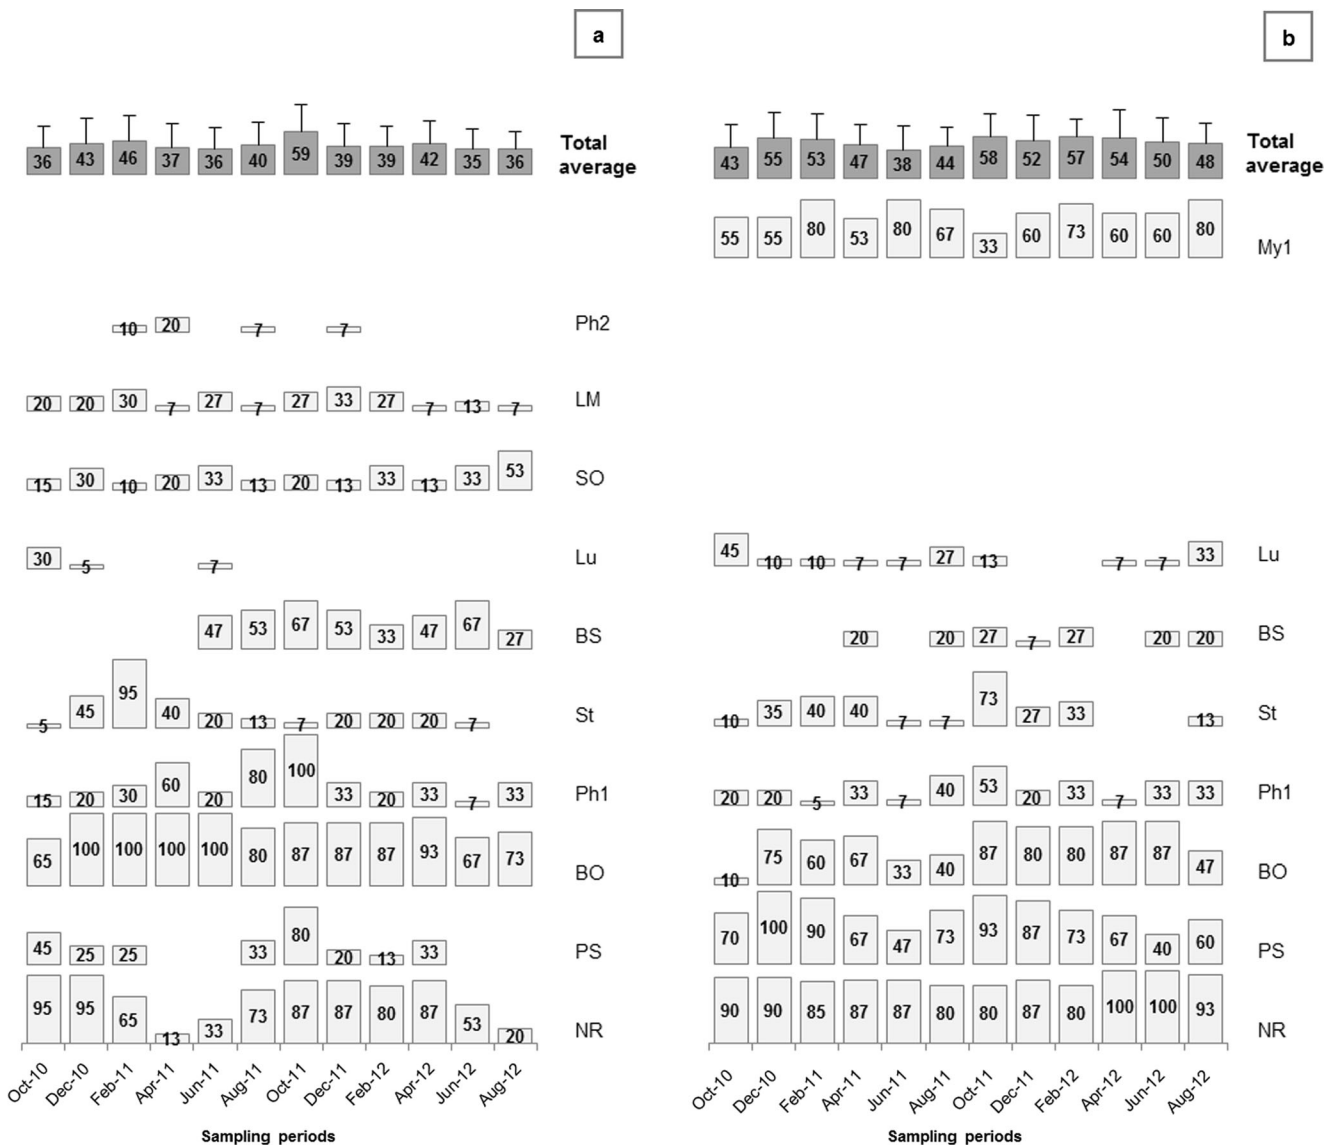 a
36 43 46 37 36 40 59 39 39 42 35 36 Total average
10 20 7 7 Ph2
20 20 30 7 27 7 27 33 27 7 13 7 LM
15 30 10 20 33 13 20 13 33 13 33 53 SO
30 5 7 Lu
47 53 67 53 33 47 67 27 BS
5 45 95 40 20 13 7 20 20 20 7 St
15 20 30 60 20 80 100 33 20 33 7 33 Ph1
65 100 100 100 100 80 87 87 87 93 67 73 BO
45 25 25 33 80 20 13 33 PS
95 95 65 13 33 73 87 87 80 87 53 20 NR
Oct-10 Dec-10 Feb-11 Apr-11 Jun-11 Aug-11 Oct-11 Dec-11 Feb-12 Apr-12 Jun-12 Aug-12
Sampling periods
b
43 55 53 47 38 44 58 52 57 54 50 48 Total average
55 55 80 53 80 67 33 60 73 60 60 80 My1
45 10 10 7 7 27 13 7 7 33 Lu
20 20 27 7 27 20 20 BS
10 35 40 40 7 7 73 27 33 13 St
20 20 5 33 7 40 53 20 33 7 33 33 Ph1
10 75 60 67 33 40 87 80 80 87 87 47 BO
70 100 90 67 47 73 93 87 73 67 40 60 PS
90 90 85 87 87 80 80 87 80 100 100 93 NR
Oct-10 Dec-10 Feb-11 Apr-11 Jun-11 Aug-11 Oct-11 Dec-11 Feb-12 Apr-12 Jun-12 Aug-12
Sampling periods